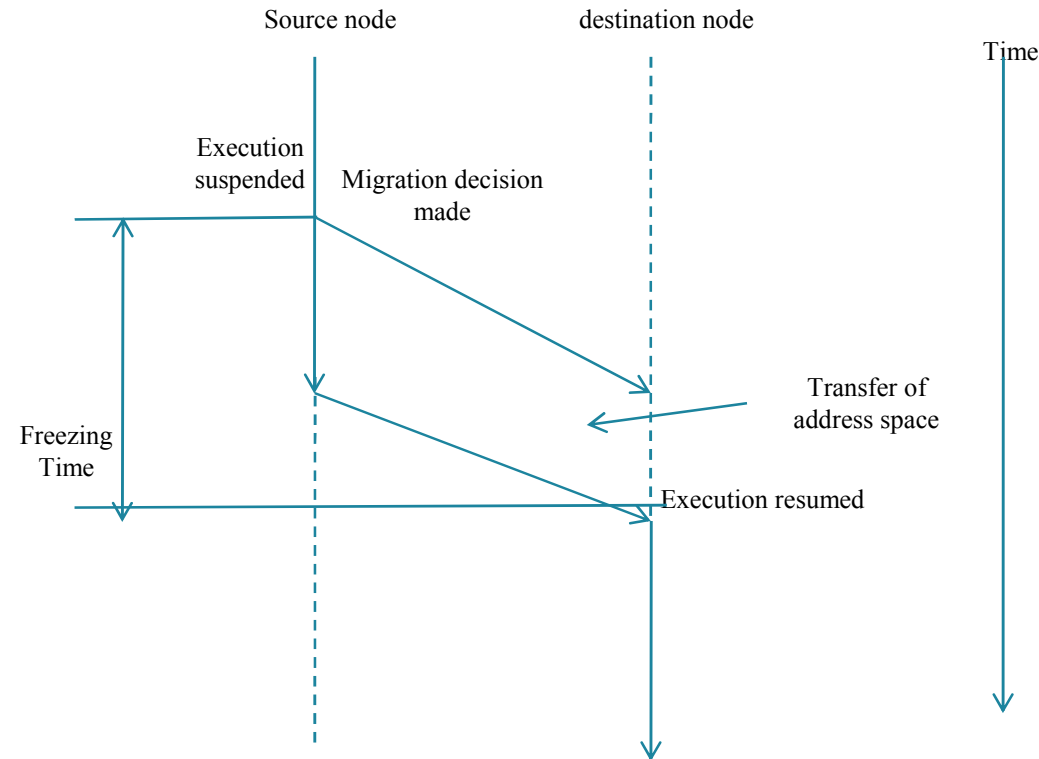 Source node
destination node
Time
Execution
suspended
Migration decision
made
Transfer of
address space
Freezing
Time
Execution resumed